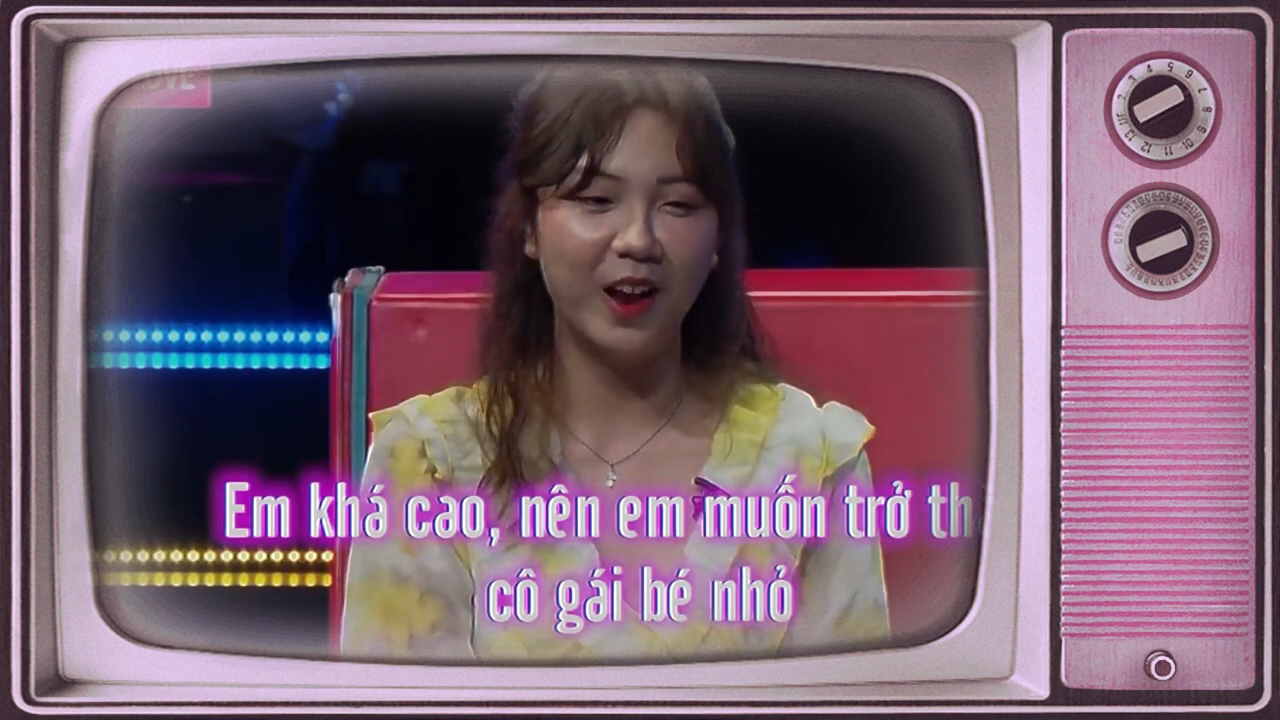 Em khá cao, nên em muốn trở th
cô gái bé nhỏ